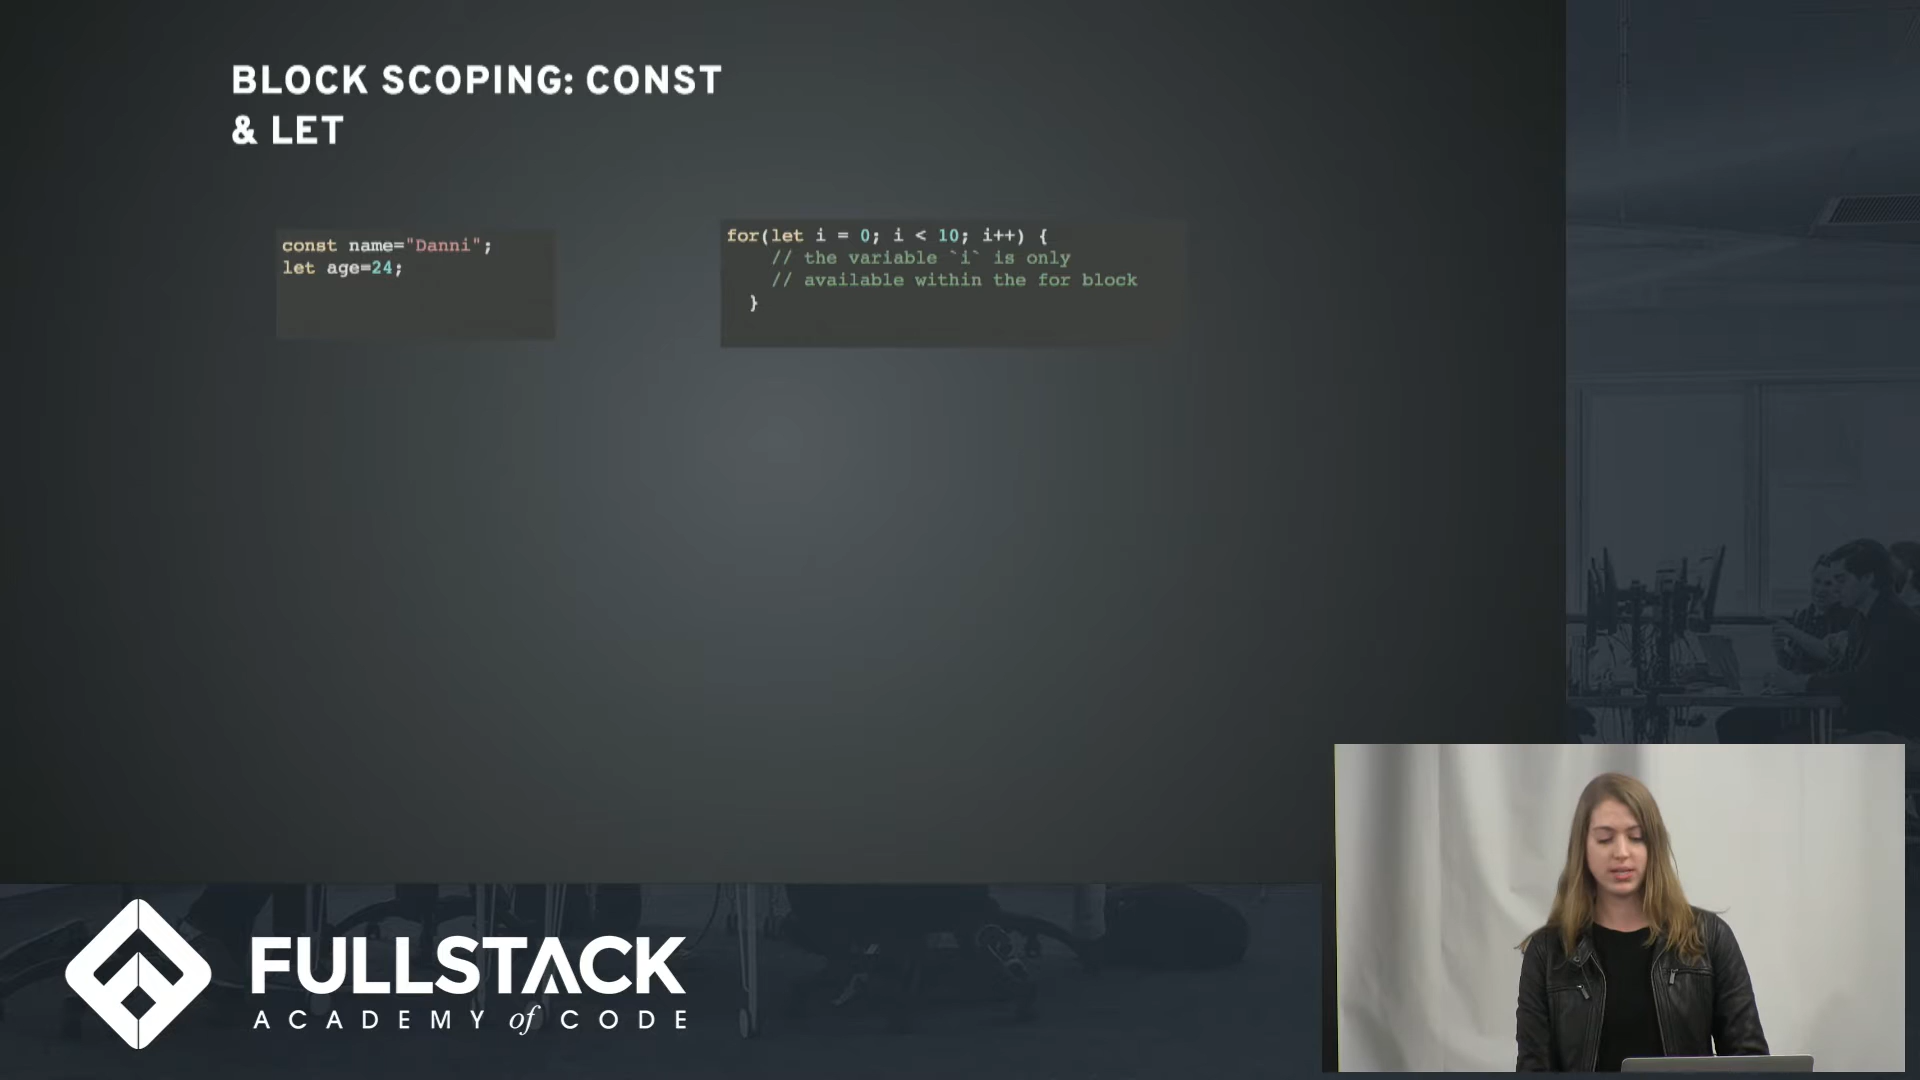 BLOCK SCOPING: CONST
& LET
const name="Danni";
let age=24;
for(let i = 0; i < 10; i++) {
// the variable `i` is only
// available within the for block
}
FULLSTACK
ACADEMY of CODE